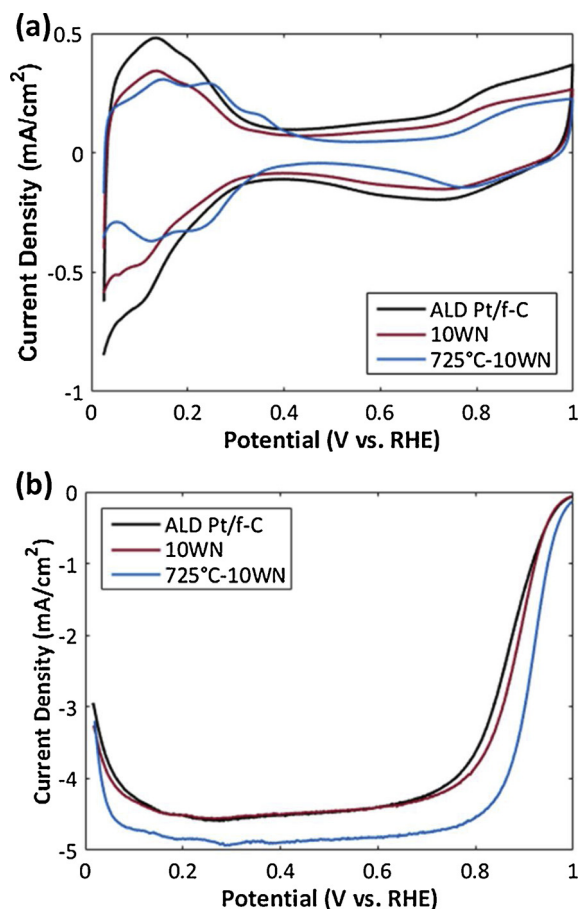 (a)
0.5
0
-0.5
-1
Current Density (mA/cm²)
ALD Pt/f-C
10WN
725°C-10WN
0 0.2 0.4 0.6 0.8 1
Potential (V vs. RHE)
(b)
0
-1
-2
-3
-4
-5
Current Density (mA/cm²)
ALD Pt/f-C
10WN
725°C-10WN
0 0.2 0.4 0.6 0.8 1
Potential (V vs. RHE)